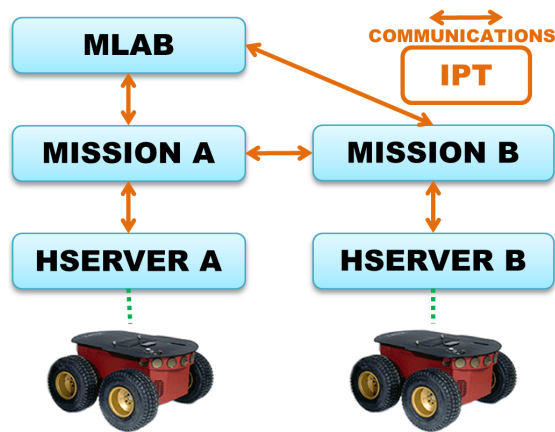 MLAB
COMMUNICATIONS
IPT
MISSION A
MISSION B
HSERVER A
HSERVER B